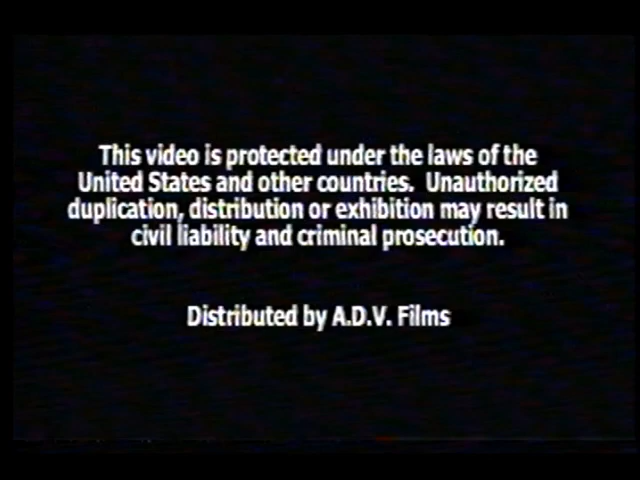 This video is protected under the laws of the
United States and other countries.  Unauthorized
duplication, distribution or exhibition may result in
civil liability and criminal prosecution.
Distributed by A.D.V. Films